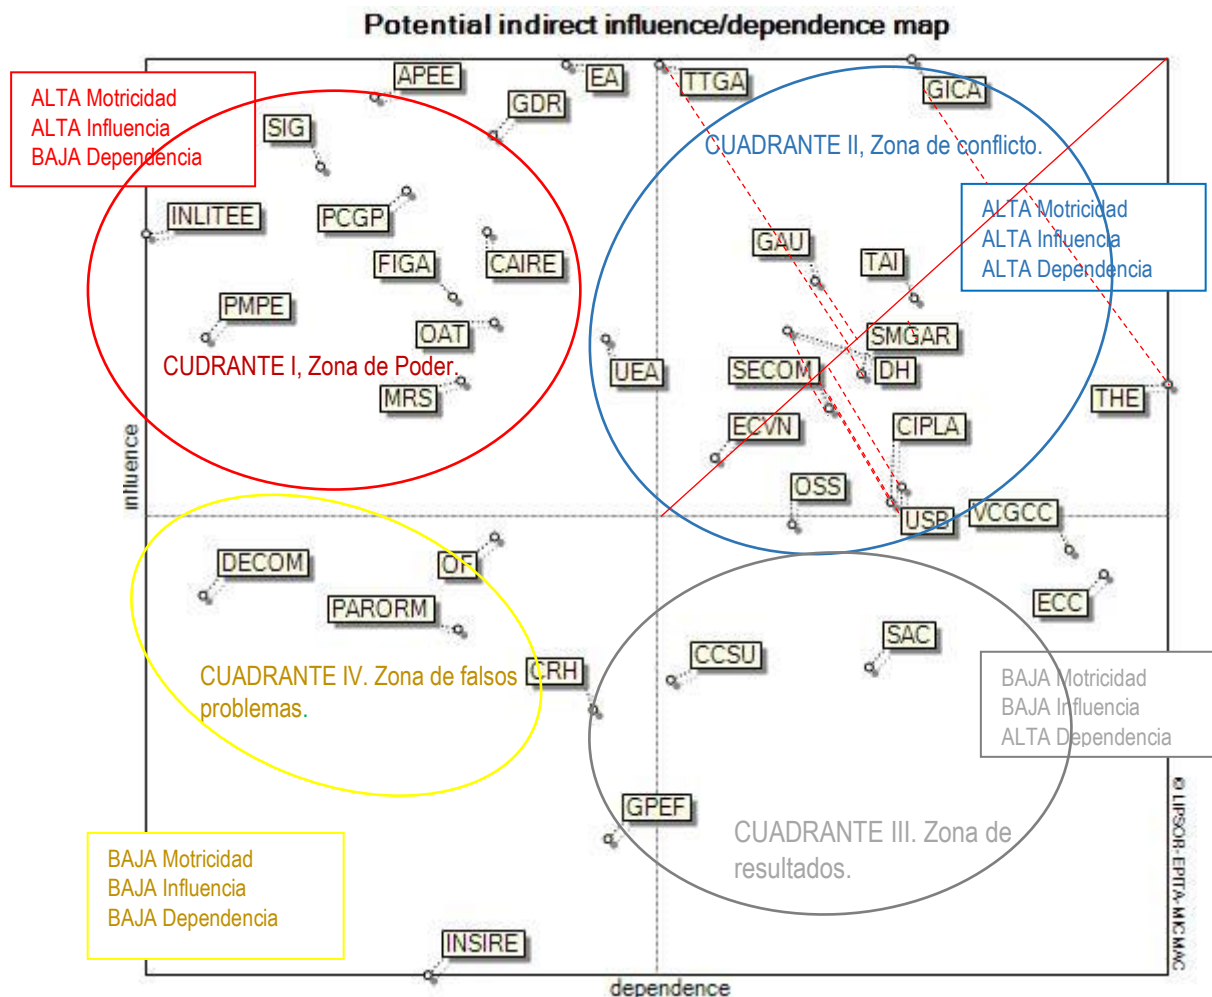 Potential indirect influence/dependence map
ALTA Motricidad
ALTA Influencia
BAJA Dependencia
APEE
EA
TTGA
GICA
GDR
SIG
CUADRANTE II, Zona de conflicto.
INLITEE
PCGP
ALTA Motricidad
ALTA Influencia
ALTA Dependencia
FIGA
CAIRE
GAU
TAI
PMPE
OAT
SMGAR
CUDRANTE I, Zona de Poder.
UEA
SECOM
DH
MRS
THE
ECVN
CIPLA
influence
OSS
USB
VCGCC
DECOM
OF
PARORM
ECC
CCSU
SAC
CRH
CUADRANTE IV. Zona de falsos
problemas.
BAJA Motricidad
BAJA Influencia
ALTA Dependencia
GPEF
CUADRANTE III. Zona de
resultados.
BAJA Motricidad
BAJA Influencia
BAJA Dependencia
INSIRE
dependence
© LIPSOR-EPITA-MICMAC